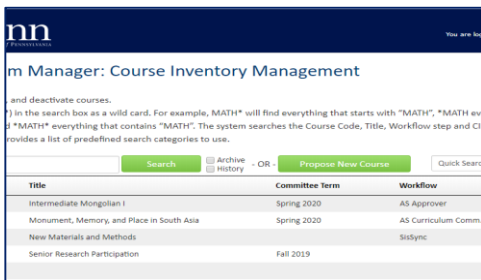 nn
of PENNSYLVANIA
You are log
m Manager: Course Inventory Management
, and deactivate courses.
*) in the search box as a wild card. For example, MATH* will find everything that starts with "MATH", *MATH ev
d *MATH* everything that contains "MATH". The system searches the Course Code, Title, Workflow step and CI
rovides a list of predefined search categories to use.
Search
Archive
History
- OR -
Propose New Course
Quick Searc
Title Committee Term Workflow
Intermediate Mongolian I Spring 2020 AS Approver
Monument, Memory, and Place in South Asia Spring 2020 AS Curriculum Comm.
New Materials and Methods SisSync
Senior Research Participation Fall 2019